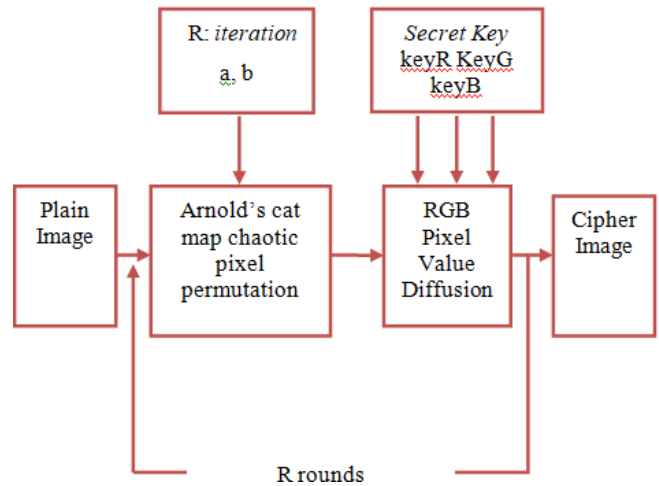 R: iteration
a, b
Secret Key
keyR KeyG
keyB
Plain
Image
Arnold's cat
map chaotic
pixel
permutation
RGB
Pixel
Value
Diffusion
Cipher
Image
R rounds